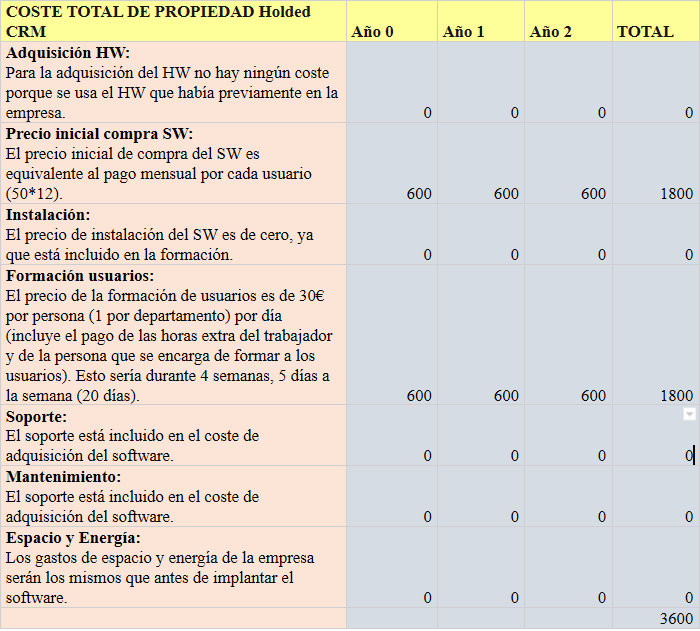 COSTE TOTAL DE PROPIEDAD Holded
CRM Año 0 Año 1 Año 2 TOTAL
Adquisición HW:
Para la adquisición del HW no hay ningún coste
porque se usa el HW que había previamente en la
empresa. 0 0 0 0
Precio inicial compra SW:
El precio inicial de compra del SW es
equivalente al pago mensual por cada usuario
(50*12). 600 600 600 1800
Instalación:
El precio de instalación del SW es de cero, ya
que está incluido en la formación. 0 0 0 0
Formación usuarios:
El precio de la formación de usuarios es de 30€
por persona (1 por departamento) por día
(incluye el pago de las horas extra del trabajador
y de la persona que se encarga de formar a los
usuarios). Esto sería durante 4 semanas, 5 días a
la semana (20 días). 600 600 600 1800
Soporte:
El soporte está incluido en el coste de
adquisición del software. 0 0 0 0
Mantenimiento:
El soporte está incluido en el coste de
adquisición del software. 0 0 0 0
Espacio y Energía:
Los gastos de espacio y energía de la empresa
serán los mismos que antes de implantar el
software. 0 0 0 0
3600